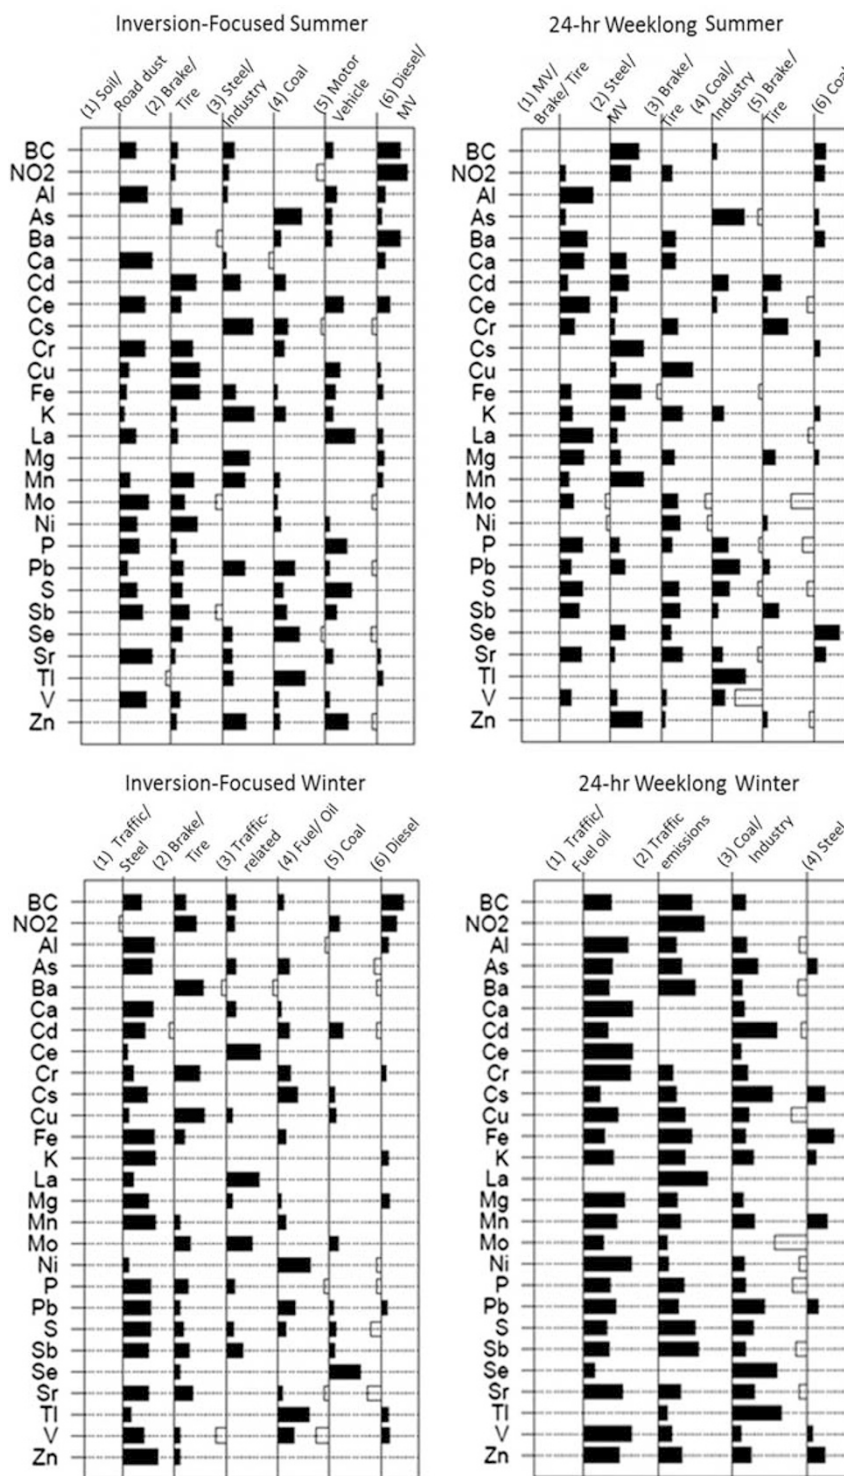 Inversion-Focused Summer
(1) Soil/
Road dust
(2) Brake/
Tire
(3) Steel/
Industry
(4) Coal
(5) Motor
Vehicle
(6) Diesel/
MV
BC
NO2
Al
As
Ba
Ca
Cd
Ce
Cs
Cr
Cu
Fe
K
La
Mg
Mn
Mo
Ni
P
Pb
S
Sb
Se
Sr
Tl
V
Zn
24-hr Weeklong Summer
(1) MV/
Brake/ Tire
(2) Steel/
MV
(3) Brake/
Tire
(4) Coal/
Industry
(5) Brake/
Tire
(6) Coal
BC
NO2
Al
As
Ba
Ca
Cd
Ce
Cr
Cs
Cu
Fe
K
La
Mg
Mn
Mo
Ni
P
Pb
S
Sb
Se
Sr
Tl
V
Zn
Inversion-Focused Winter
(1) Traffic/
Steel
(2) Brake/
Tire
(3) Traffic-
related
(4) Fuel/ Oil
(5) Coal
(6) Diesel
BC
NO2
Al
As
Ba
Ca
Cd
Ce
Cr
Cs
Cu
Fe
K
La
Mg
Mn
Mo
Ni
P
Pb
S
Sb
Se
Sr
Tl
V
Zn
24-hr Weeklong Winter
(1) Traffic/
Fuel oil
(2) Traffic
emissions
(3) Coal/
Industry
(4) Steel
BC
NO2
Al
As
Ba
Ca
Cd
Ce
Cr
Cs
Cu
Fe
K
La
Mg
Mn
Mo
Ni
P
Pb
S
Sb
Se
Sr
Tl
V
Zn